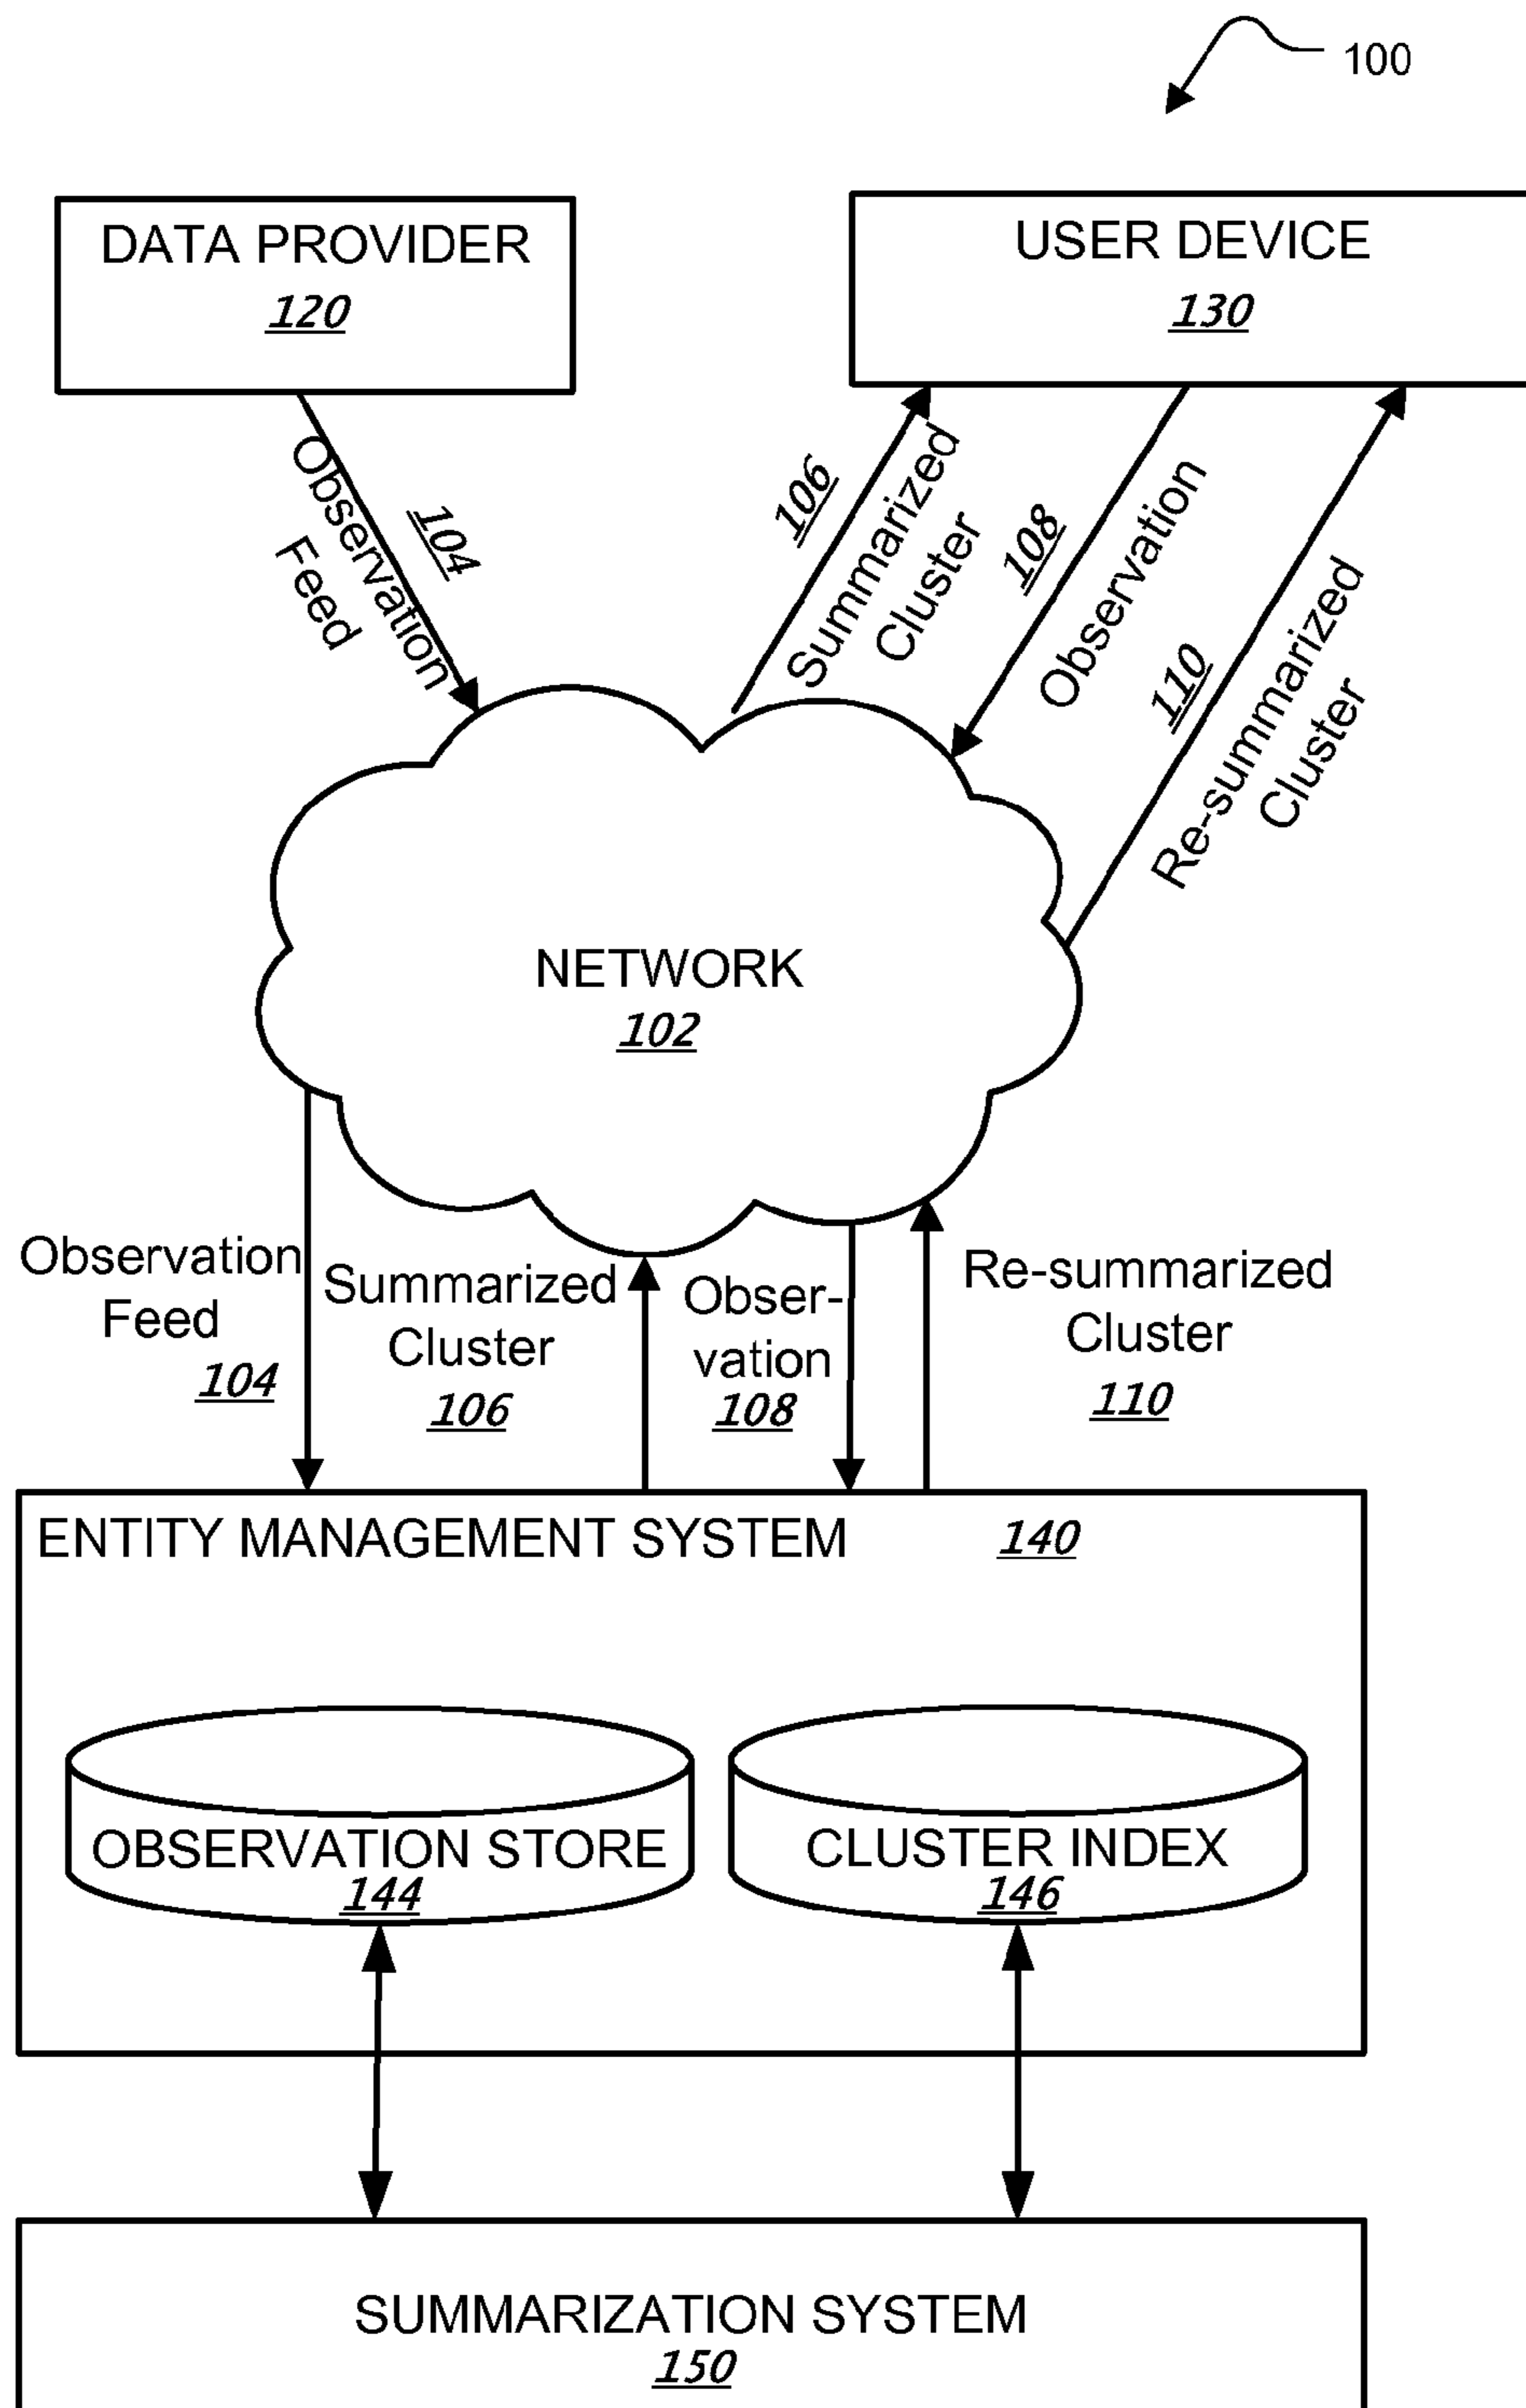 100
DATA PROVIDER
120
USER DEVICE
130
Observation
Feed
104
106
Summarized
Cluster
108
Observation
110
Re-summarized
Cluster
NETWORK
102
Observation
Feed
104
Summarized
Cluster
106
Obser-
vation
108
Re-summarized
Cluster
110
ENTITY MANAGEMENT SYSTEM 140
OBSERVATION STORE
144
CLUSTER INDEX
146
SUMMARIZATION SYSTEM
150